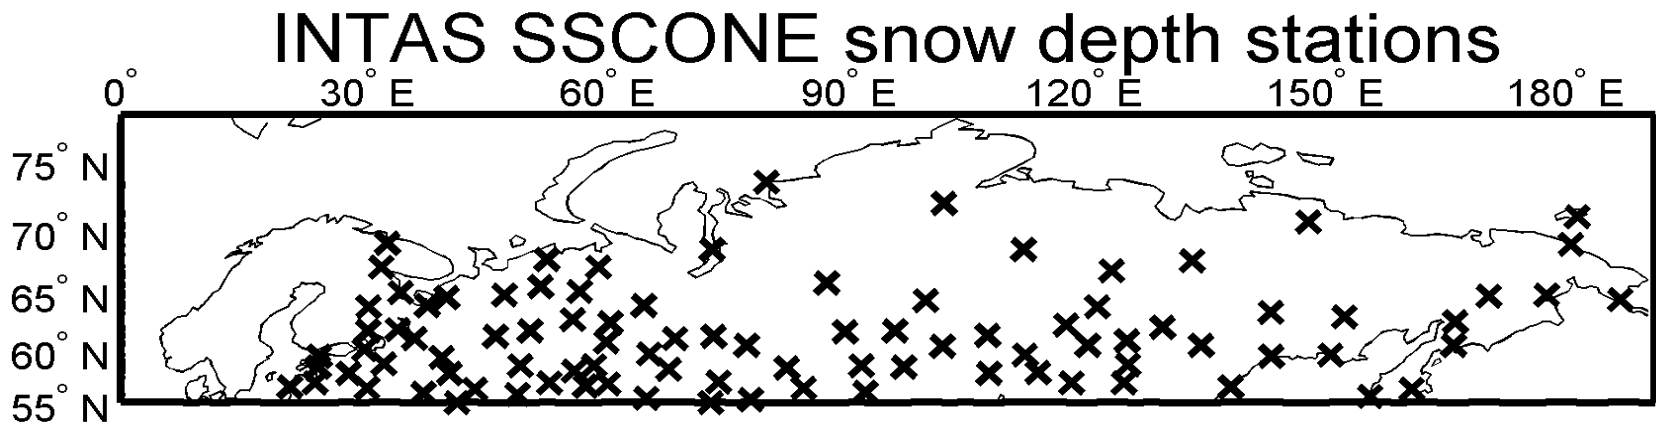 INTAS SSCONE snow depth stations
0° 30° E 60° E 90° E 120° E 150° E 180° E
75° N
70° N
65° N
60° N
55° N